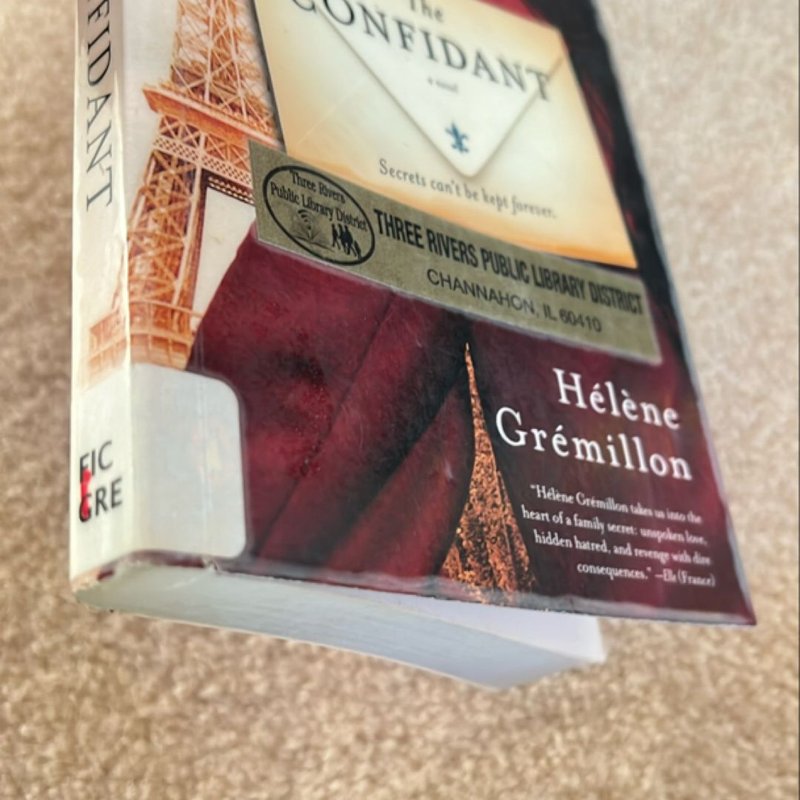 The
CONFIDANT
a novel
Secrets can't be kept forever.
Three Rivers
Public Library District
THREE RIVERS PUBLIC LIBRARY DISTRICT
CHANNAHON, IL 60410
Hélène
Grémillon
"Hélène Grémillon takes us into the
heart of a family secret: unspoken love,
hidden hatred, and revenge with dire
consequences." —Elle (France)
FIDANT
FIC
GRE